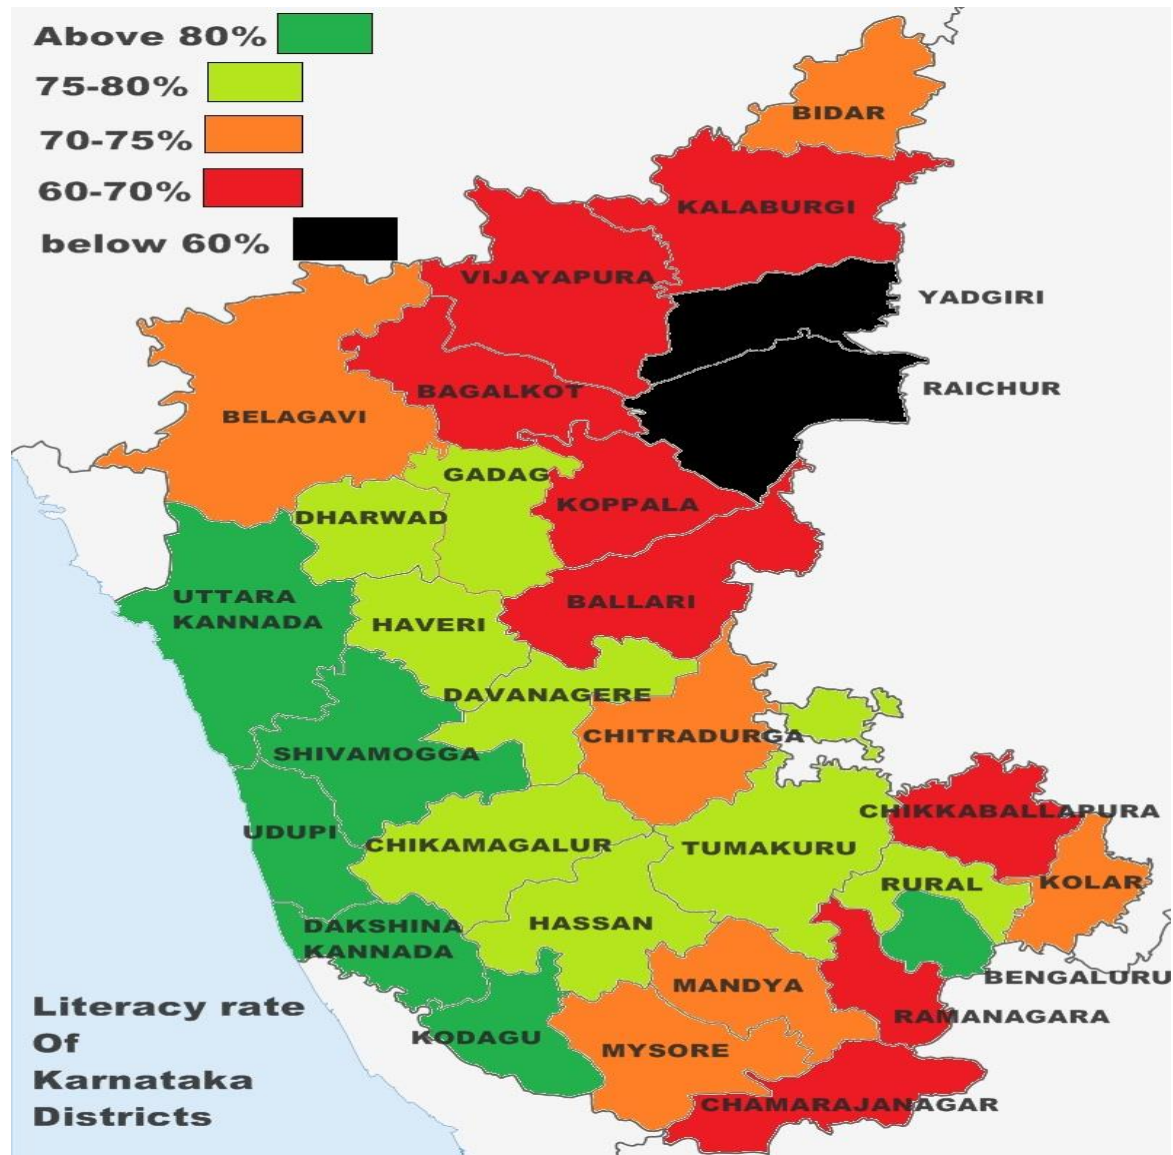 Above 80%
75-80%
70-75%
60-70%
below 60%
BIDAR
KALABURGI
VIJAYAPURA
YADGIRI
RAICHUR
BAGALKOT
BELAGAVI
GADAG
KOPPALA
DHARWAD
UTTARA
KANNADA
BALLARI
HAVERI
DAVANAGERE
CHITRADURGA
SHIVAMOGGA
CHIKKABALLAPURA
UDUPI
CHIKAMAGALUR
TUMAKURU
RURAL
KOLAR
HASSAN
DAKSHINA
KANNADA
BENGALURU
MANDYA
RAMANAGARA
KODAGU
MYSORE
CHAMARAJANAGAR
Literacy rate
Of
Karnataka
Districts